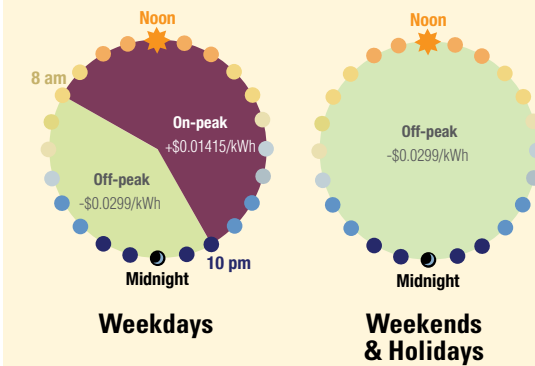 Noon
8 am
On-peak
+$0.01415/kWh
Off-peak
-$0.0299/kWh
10 pm
Midnight
Weekdays
Noon
Off-peak
-$0.0299/kWh
Midnight
Weekends
& Holidays